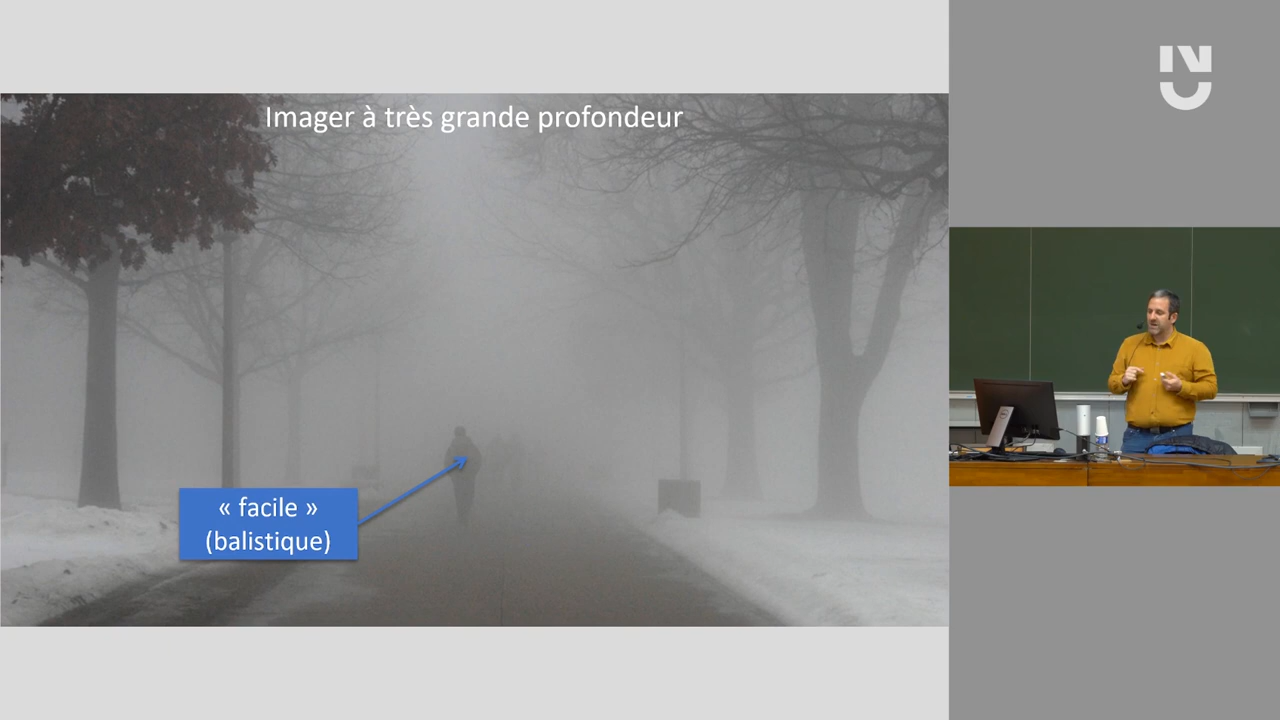 Imager à très grande profondeur
« facile »
(balistique)